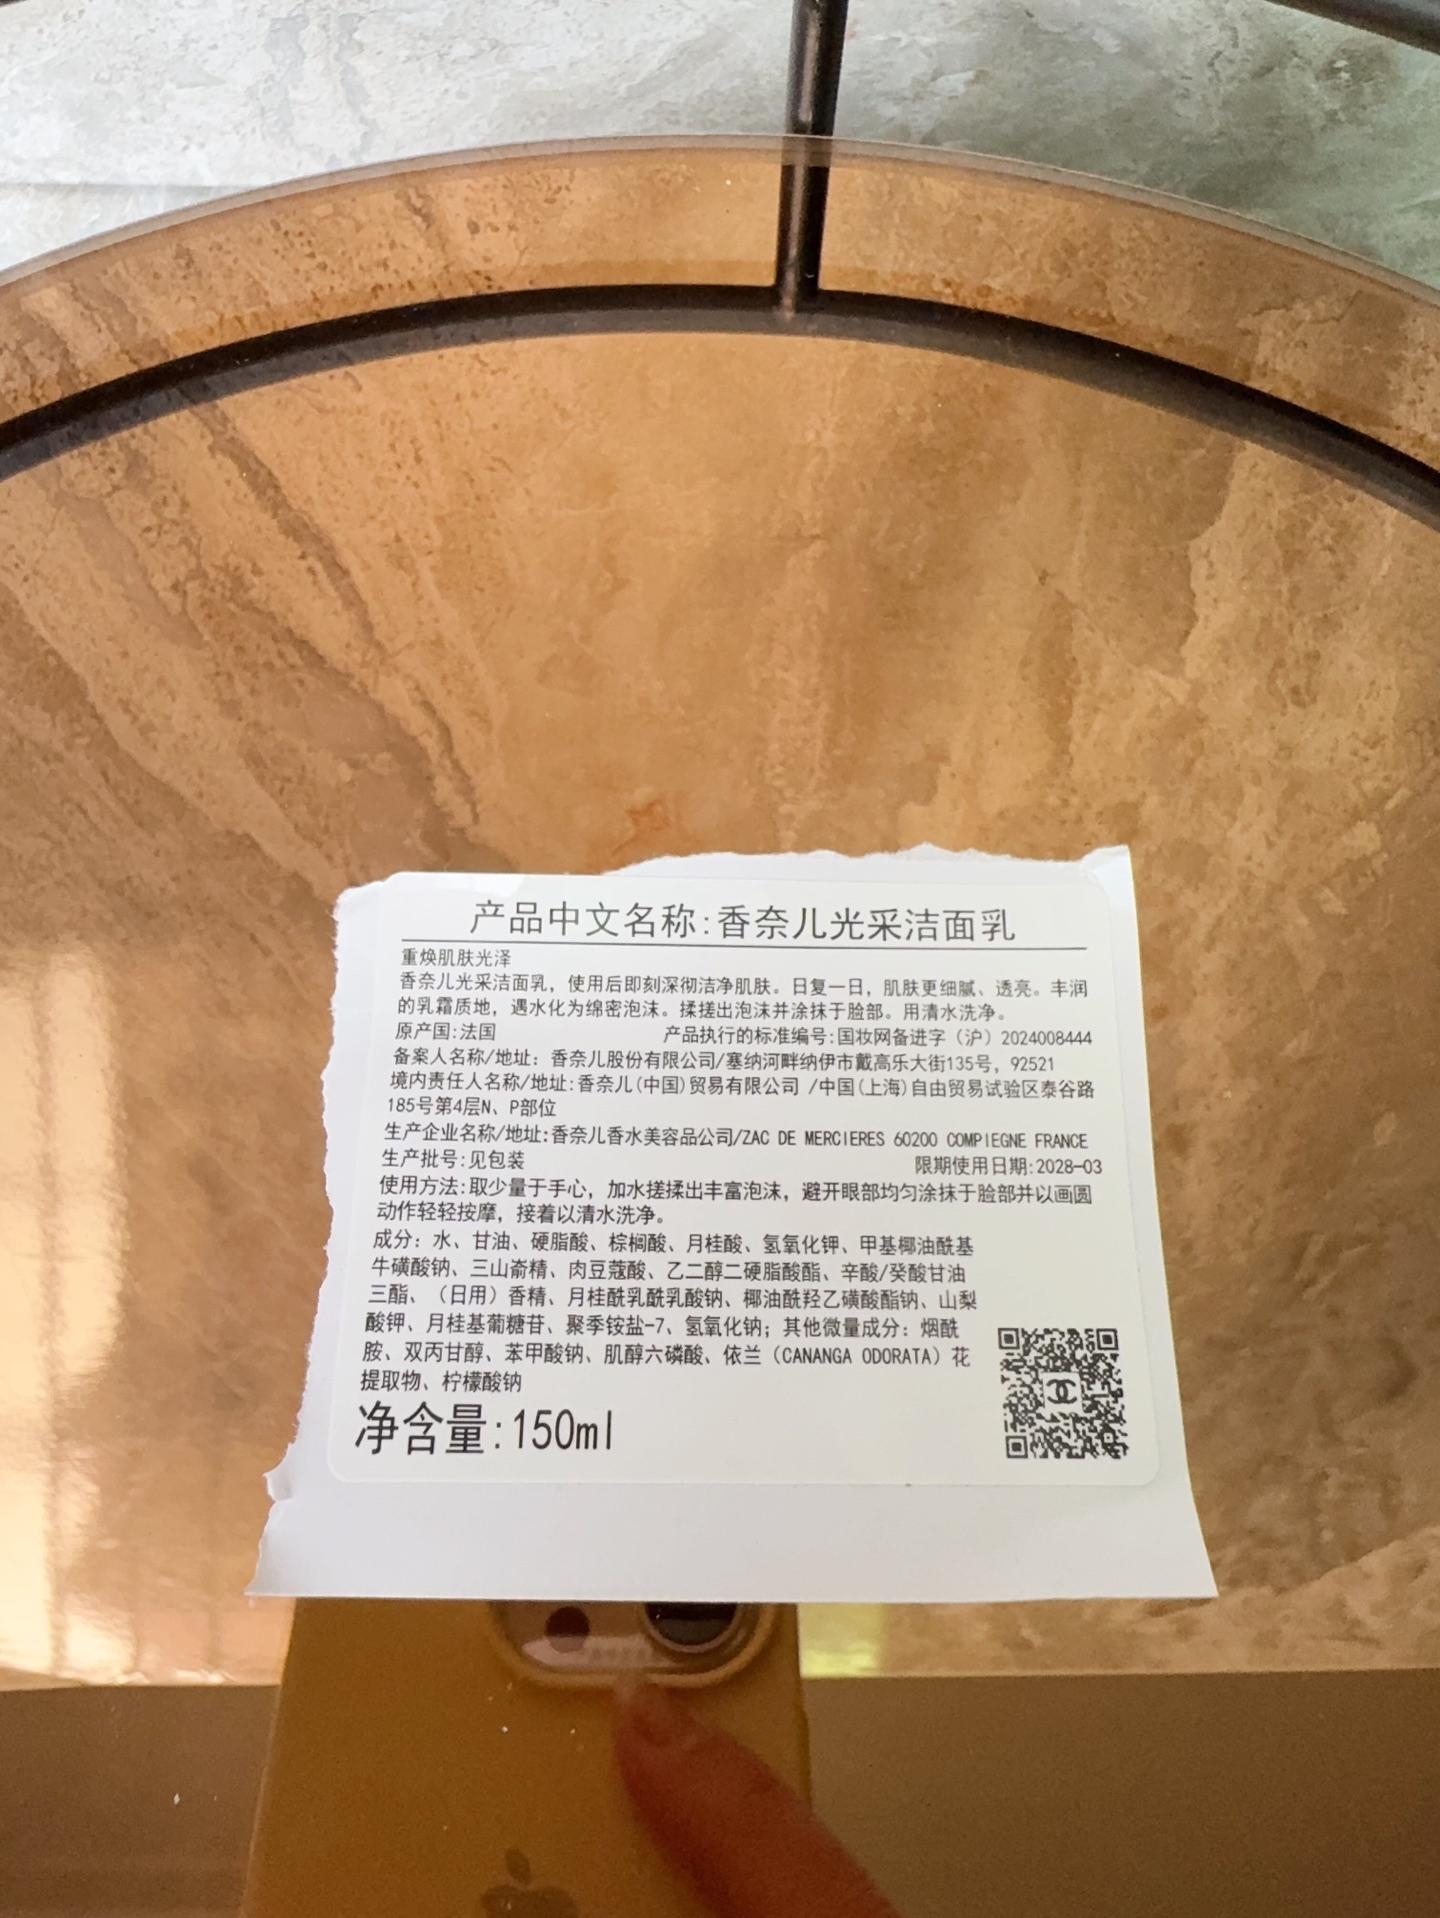 产品中文名称:香奈儿光采洁面乳
重焕肌肤光泽
香奈儿光采洁面乳，使用后即刻深彻洁净肌肤。日复一日，肌肤更细腻、透亮。丰润
的乳霜质地，遇水化为绵密泡沫。揉搓出泡沫并涂抹于脸部。用清水洗净。
原产国:法国 产品执行的标准编号:国妆网备进字（沪）2024008444
备案人名称/地址: 香奈儿股份有限公司/塞纳河畔纳伊市戴高乐大街135号，92521
境内责任人名称/地址:香奈儿(中国)贸易有限公司 /中国(上海)自由贸易试验区泰谷路
185号第4层N、P部位
生产企业名称/地址:香奈儿香水美容品公司/ZAC DE MERCIERES 60200 COMPIEGNE FRANCE
生产批号:见包装 限期使用日期:2028-03
使用方法:取少量于手心，加水搓揉出丰富泡沫，避开眼部均匀涂抹于脸部并以画圆
动作轻轻按摩，接着以清水洗净。
成分：水、甘油、硬脂酸、棕榈酸、月桂酸、氢氧化钾、甲基椰油酰基
牛磺酸钠、三山嵛精、肉豆蔻酸、乙二醇二硬脂酸酯、辛酸/癸酸甘油
三酯、（日用）香精、月桂酰乳酰乳酸钠、椰油酰羟乙磺酸酯钠、山梨
酸钾、月桂基葡糖苷、聚季铵盐-7、氢氧化钠；其他微量成分：烟酰
胺、双丙甘醇、苯甲酸钠、肌醇六磷酸、依兰（CANANGA ODORATA）花
提取物、柠檬酸钠
净含量:150ml